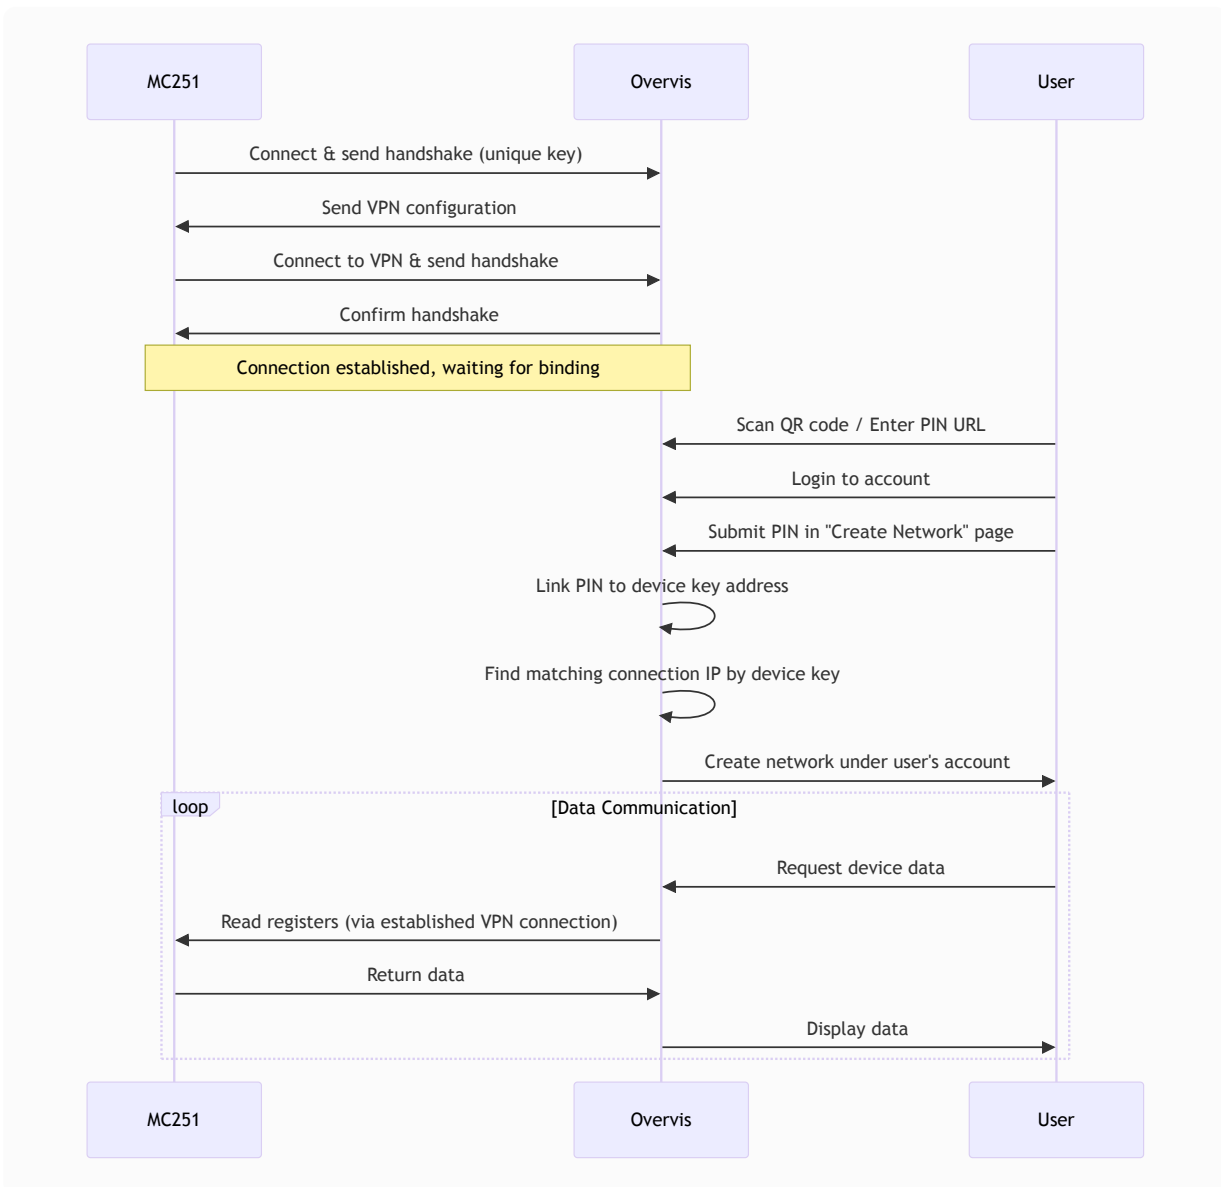 MC251
Overvis
User
Connect & send handshake (unique key)
Send VPN configuration
Connect to VPN & send handshake
Confirm handshake
Connection established, waiting for binding
Scan QR code / Enter PIN URL
Login to account
Submit PIN in "Create Network" page
Link PIN to device key address
Find matching connection IP by device key
Create network under user's account
loop
[Data Communication]
Request device data
Read registers (via established VPN connection)
Return data
Display data
MC251
Overvis
User